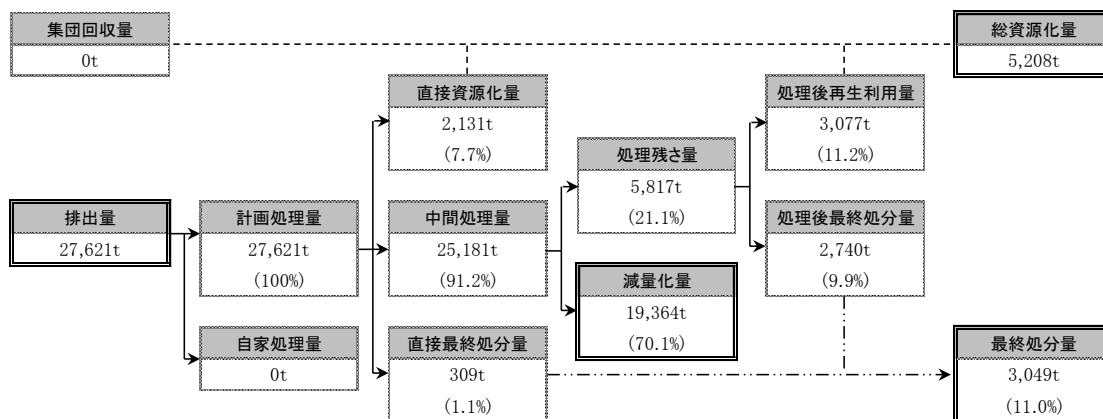 集団回収量
0t
総資源化量
5,208t
直接資源化量
2,131t
(7.7%)
処理後再生利用量
3,077t
(11.2%)
処理残さ量
5,817t
(21.1%)
排出量
27,621t
計画処理量
27,621t
(100%)
中間処理量
25,181t
(91.2%)
処理後最終処分量
2,740t
(9.9%)
減量化量
19,364t
(70.1%)
自家処理量
0t
直接最終処分量
309t
(1.1%)
最終処分量
3,049t
(11.0%)